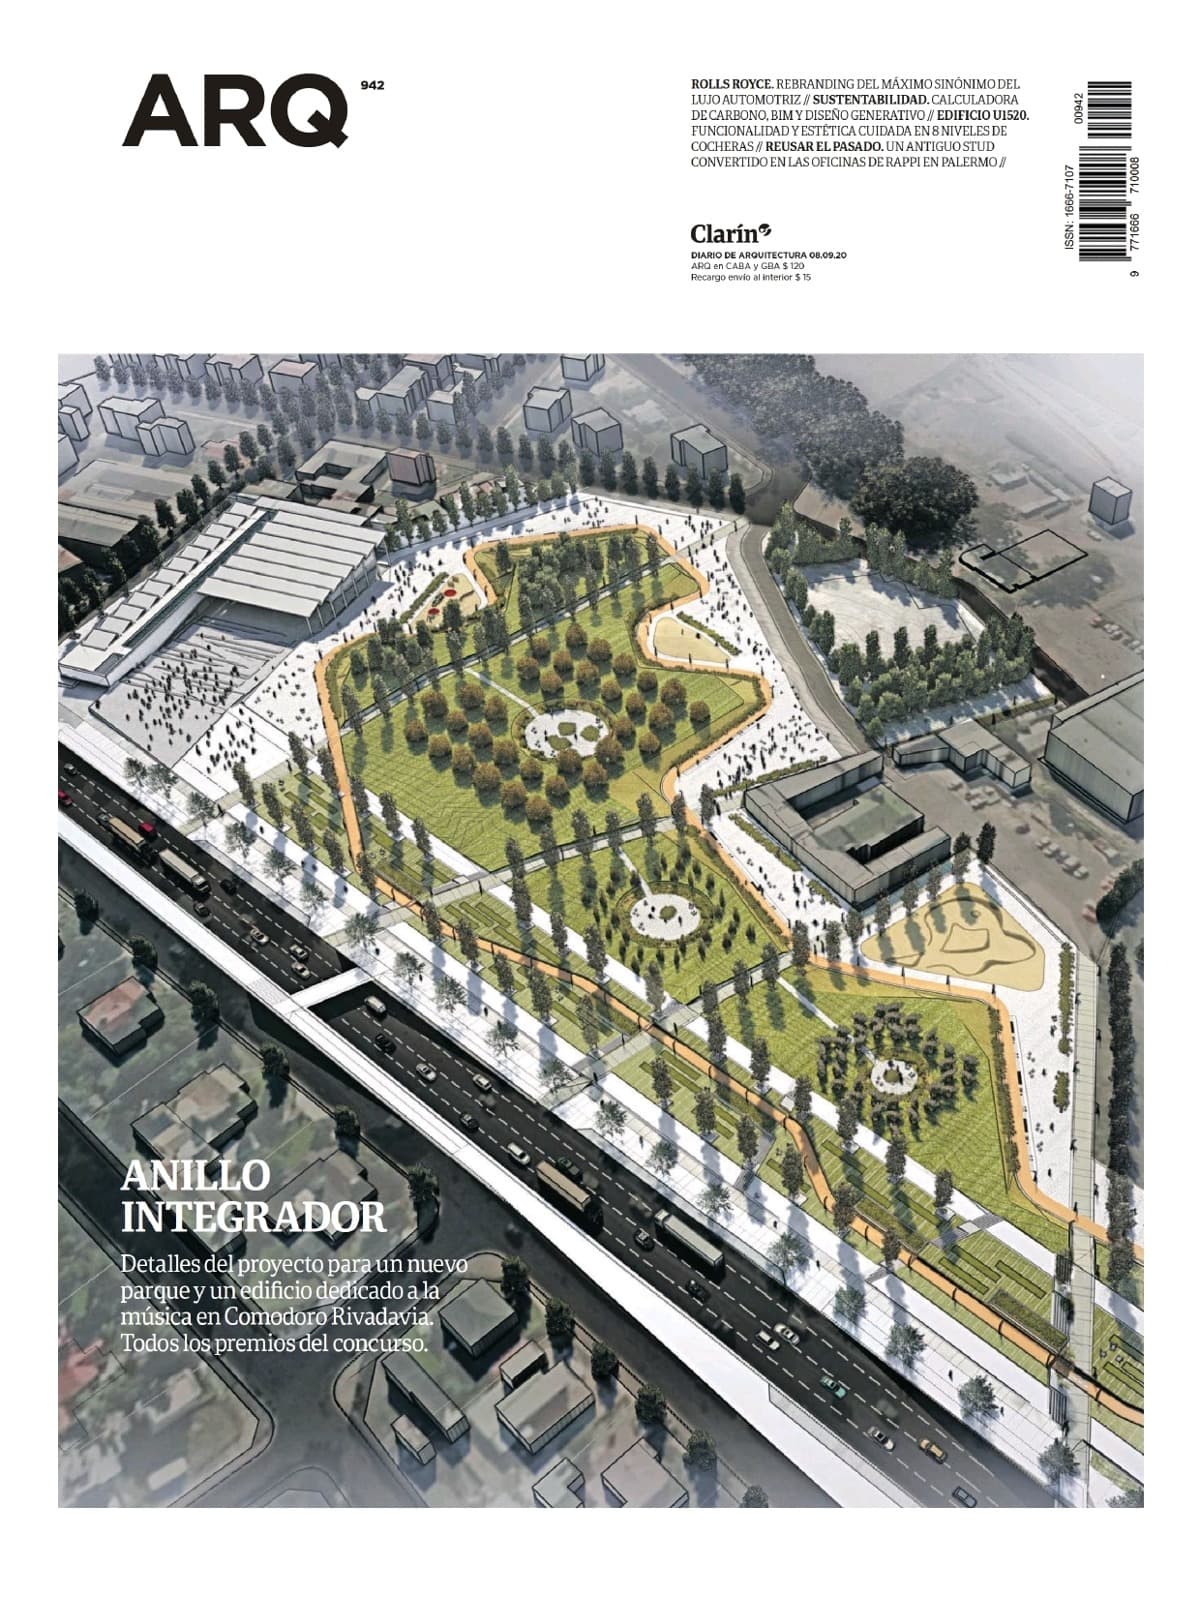 ARQ
942
ROLLS ROYCE. REBRANDING DEL MÁXIMO SINÓNIMO DEL
LUJO AUTOMOTRIZ // SUSTENTABILIDAD. CALCULADORA
DE CARBONO, BIM Y DISEÑO GENERATIVO // EDIFICIO U1520.
FUNCIONALIDAD Y ESTÉTICA CUIDADA EN 8 NIVELES DE
COCHERAS // REUSAR EL PASADO. UN ANTIGUO STUD
CONVERTIDO EN LAS OFICINAS DE RAPPI EN PALERMO //
Clarín
DIARIO DE ARQUITECTURA 08.09.20
ARQ en CABA y GBA $ 120
Recargo envío al interior $ 15
ISSN: 1666-7107
00942
9 771666 710008
ANILLO
INTEGRADOR
Detalles del proyecto para un nuevo
parque y un edificio dedicado a la
música en Comodoro Rivadavia.
Todos los premios del concurso.